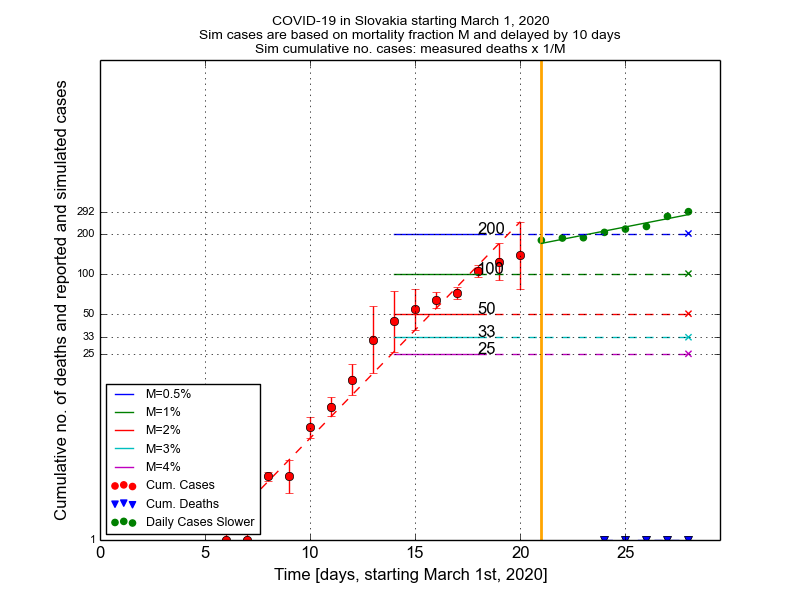 COVID-19 in Slovakia starting March 1, 2020
Sim cases are based on mortality fraction M and delayed by 10 days
Sim cumulative no. cases: measured deaths x 1/M
Cumulative no. of deaths and reported and simulated cases
292
200
100
50
33
25
1
200
100
50
33
25
M=0.5%
M=1%
M=2%
M=3%
M=4%
Cum. Cases
Cum. Deaths
Daily Cases Slower
0 5 10 15 20 25
Time [days, starting March 1st, 2020]